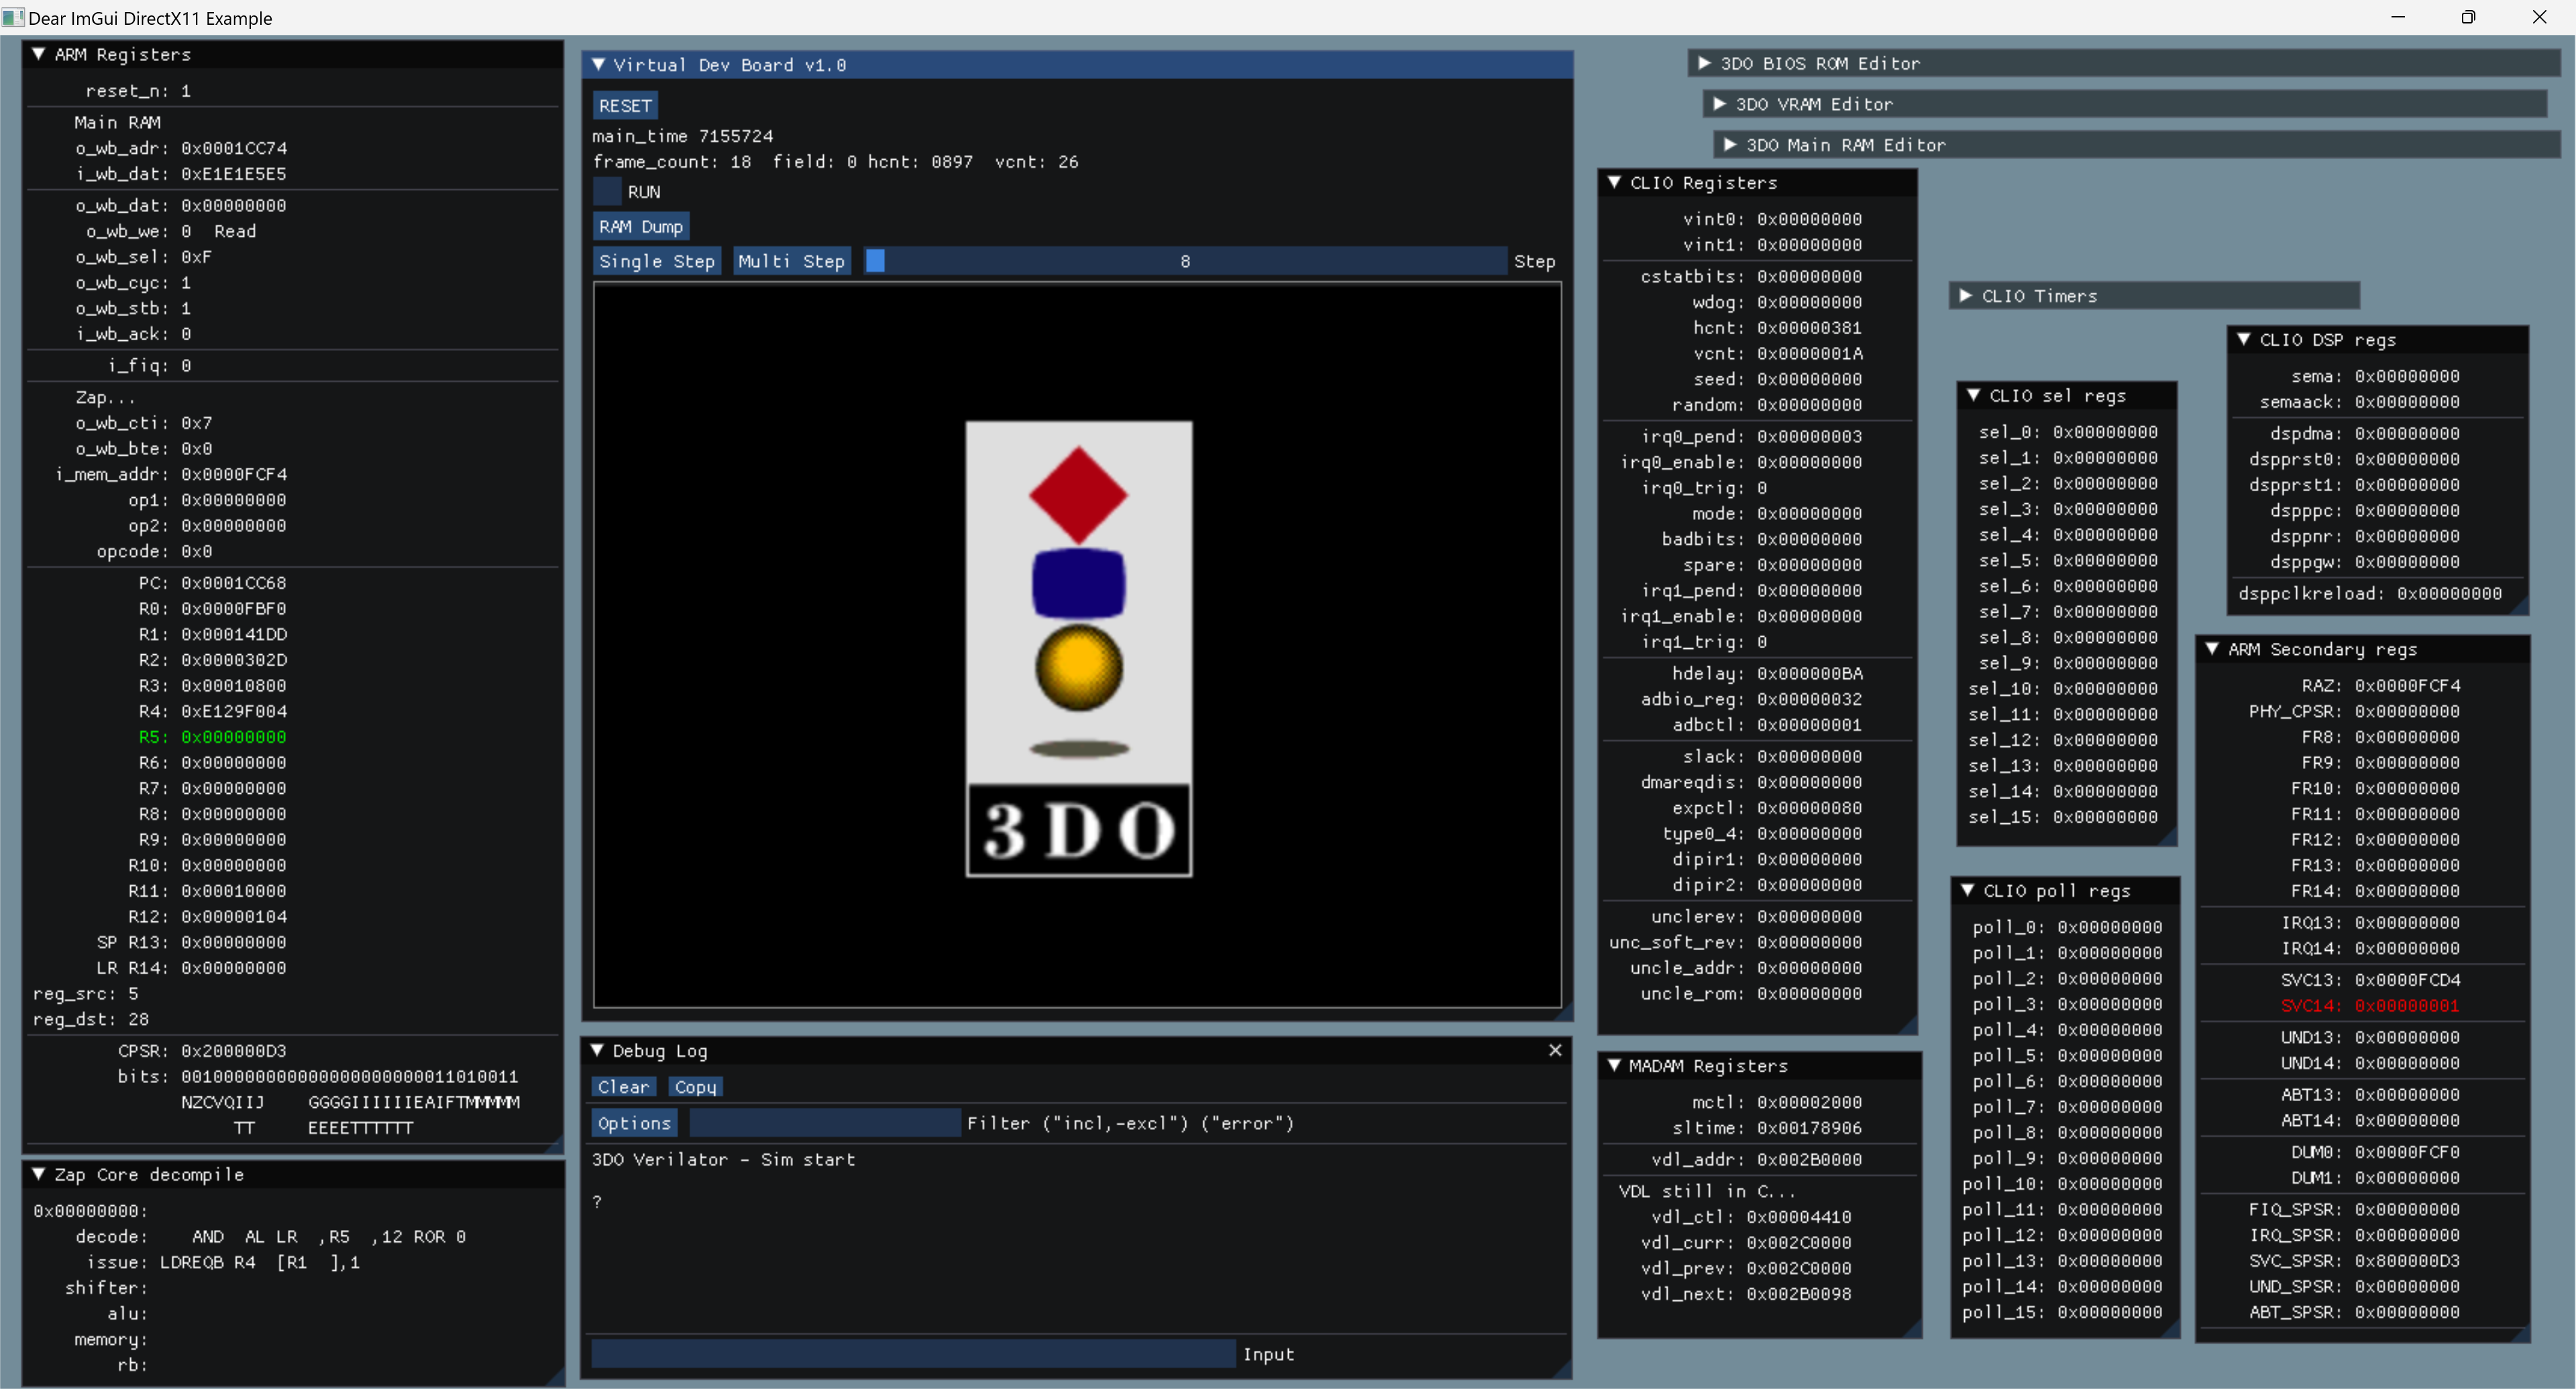 Dear ImGui DirectX11 Example
ARM Registers
reset_n: 1
Main RAM
o_wb_adr: 0x0001CC74
i_wb_dat: 0xE1E1E5E5
o_wb_dat: 0x00000000
o_wb_we: 0 Read
o_wb_sel: 0xF
o_wb_cyc: 1
o_wb_stb: 1
i_wb_ack: 0
i_fiq: 0
Zap...
o_wb_cti: 0x7
o_wb_bte: 0x0
i_mem_addr: 0x0000FCF4
op1: 0x00000000
op2: 0x00000000
opcode: 0x0
PC: 0x0001CC68
R0: 0x0000FBF0
R1: 0x000141DD
R2: 0x0000302D
R3: 0x00010800
R4: 0xE129F004
R5: 0x00000000
R6: 0x00000000
R7: 0x00000000
R8: 0x00000000
R9: 0x00000000
R10: 0x00000000
R11: 0x00010000
R12: 0x00000104
SP R13: 0x00000000
LR R14: 0x00000000
reg_src: 5
reg_dst: 28
CPSR: 0x200000D3
bits: 00100000000000000000000011010011
NZCVQIIJ GGGGIIIIIIEAIFTMMMMM
TT EEEETTTTTT
Zap Core decompile
0x00000000:
decode: AND AL LR ,R5 ,12 ROR 0
issue: LDREQB R4 [R1 ],1
shifter:
alu:
memory:
rb:
Virtual Dev Board v1.0
RESET
main_time 7155724
frame_count: 18 field: 0 hcnt: 0897 vcnt: 26
RUN
RAM Dump
Single Step Multi Step 8 Step
3DO
Debug Log
Clear Copy
Options Filter ("incl,-excl") ("error")
3DO Verilator - Sim start
?
Input
3DO BIOS ROM Editor
3DO VRAM Editor
3DO Main RAM Editor
CLIO Registers
vint0: 0x00000000
vint1: 0x00000000
cstatbits: 0x00000000
wdog: 0x00000000
hcnt: 0x00000381
vcnt: 0x0000001A
seed: 0x00000000
random: 0x00000000
irq0_pend: 0x00000003
irq0_enable: 0x00000000
irq0_trig: 0
mode: 0x00000000
badbits: 0x00000000
spare: 0x00000000
irq1_pend: 0x00000000
irq1_enable: 0x00000000
irq1_trig: 0
hdelay: 0x000000BA
adbio_reg: 0x00000032
adbctl: 0x00000001
slack: 0x00000000
dmareqdis: 0x00000000
expctl: 0x00000080
type0_4: 0x00000000
dipir1: 0x00000000
dipir2: 0x00000000
unclerev: 0x00000000
unc_soft_rev: 0x00000000
uncle_addr: 0x00000000
uncle_rom: 0x00000000
MADAM Registers
mctl: 0x00002000
sltime: 0x00178906
vdl_addr: 0x002B0000
VDL still in C...
vdl_ctl: 0x00004410
vdl_curr: 0x002C0000
vdl_prev: 0x002C0000
vdl_next: 0x002B0098
CLIO Timers
CLIO sel regs
sel_0: 0x00000000
sel_1: 0x00000000
sel_2: 0x00000000
sel_3: 0x00000000
sel_4: 0x00000000
sel_5: 0x00000000
sel_6: 0x00000000
sel_7: 0x00000000
sel_8: 0x00000000
sel_9: 0x00000000
sel_10: 0x00000000
sel_11: 0x00000000
sel_12: 0x00000000
sel_13: 0x00000000
sel_14: 0x00000000
sel_15: 0x00000000
CLIO poll regs
poll_0: 0x00000000
poll_1: 0x00000000
poll_2: 0x00000000
poll_3: 0x00000000
poll_4: 0x00000000
poll_5: 0x00000000
poll_6: 0x00000000
poll_7: 0x00000000
poll_8: 0x00000000
poll_9: 0x00000000
poll_10: 0x00000000
poll_11: 0x00000000
poll_12: 0x00000000
poll_13: 0x00000000
poll_14: 0x00000000
poll_15: 0x00000000
CLIO DSP regs
sema: 0x00000000
semaack: 0x00000000
dspdma: 0x00000000
dspprst0: 0x00000000
dspprst1: 0x00000000
dspppc: 0x00000000
dsppnr: 0x00000000
dsppgw: 0x00000000
dsppclkreload: 0x00000000
ARM Secondary regs
RAZ: 0x0000FCF4
PHY_CPSR: 0x00000000
FR8: 0x00000000
FR9: 0x00000000
FR10: 0x00000000
FR11: 0x00000000
FR12: 0x00000000
FR13: 0x00000000
FR14: 0x00000000
IRQ13: 0x00000000
IRQ14: 0x00000000
SVC13: 0x0000FCD4
SVC14: 0x00000001
UND13: 0x00000000
UND14: 0x00000000
ABT13: 0x00000000
ABT14: 0x00000000
DUM0: 0x0000FCF0
DUM1: 0x00000000
FIQ_SPSR: 0x00000000
IRQ_SPSR: 0x00000000
SVC_SPSR: 0x800000D3
UND_SPSR: 0x00000000
ABT_SPSR: 0x00000000